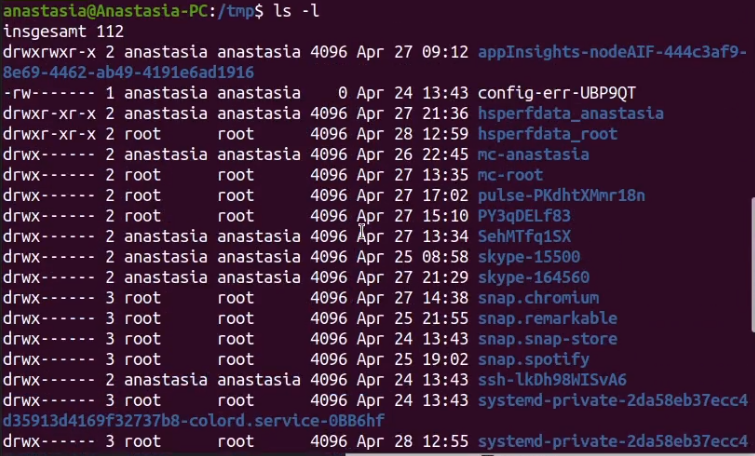 anastasia@Anastasia-PC:/tmp$ ls -l
insgesamt 112
drwxrwxr-x 2 anastasia anastasia 4096 Apr 27 09:12 appInsights-nodeAIF-444c3af9-
8e69-4462-ab49-4191e6ad1916
-rw------- 1 anastasia anastasia    0 Apr 24 13:43 config-err-UBP9QT
drwxr-xr-x 2 anastasia anastasia 4096 Apr 27 21:36 hsperfdata_anastasia
drwxr-xr-x 2 root      root      4096 Apr 28 12:59 hsperfdata_root
drwx------ 2 anastasia anastasia 4096 Apr 26 22:45 mc-anastasia
drwx------ 2 root      root      4096 Apr 27 13:35 mc-root
drwx------ 2 root      root      4096 Apr 27 17:02 pulse-PKdhtXMmr18n
drwx------ 2 root      root      4096 Apr 27 15:10 PY3qDELf83
drwx------ 2 anastasia anastasia 4096 Apr 27 13:34 SehMTfq1SX
drwx------ 2 anastasia anastasia 4096 Apr 25 08:58 skype-15500
drwx------ 2 anastasia anastasia 4096 Apr 27 21:29 skype-164560
drwx------ 3 root      root      4096 Apr 27 14:38 snap.chromium
drwx------ 3 root      root      4096 Apr 25 21:55 snap.remarkable
drwx------ 3 root      root      4096 Apr 24 13:43 snap.snap-store
drwx------ 3 root      root      4096 Apr 25 19:02 snap.spotify
drwx------ 2 anastasia anastasia 4096 Apr 24 13:43 ssh-lkDh98WISvA6
drwx------ 3 root      root      4096 Apr 24 13:43 systemd-private-2da58eb37ecc4
d35913d4169f32737b8-colord.service-0BB6hf
drwx------ 3 root      root      4096 Apr 28 12:55 systemd-private-2da58eb37ecc4